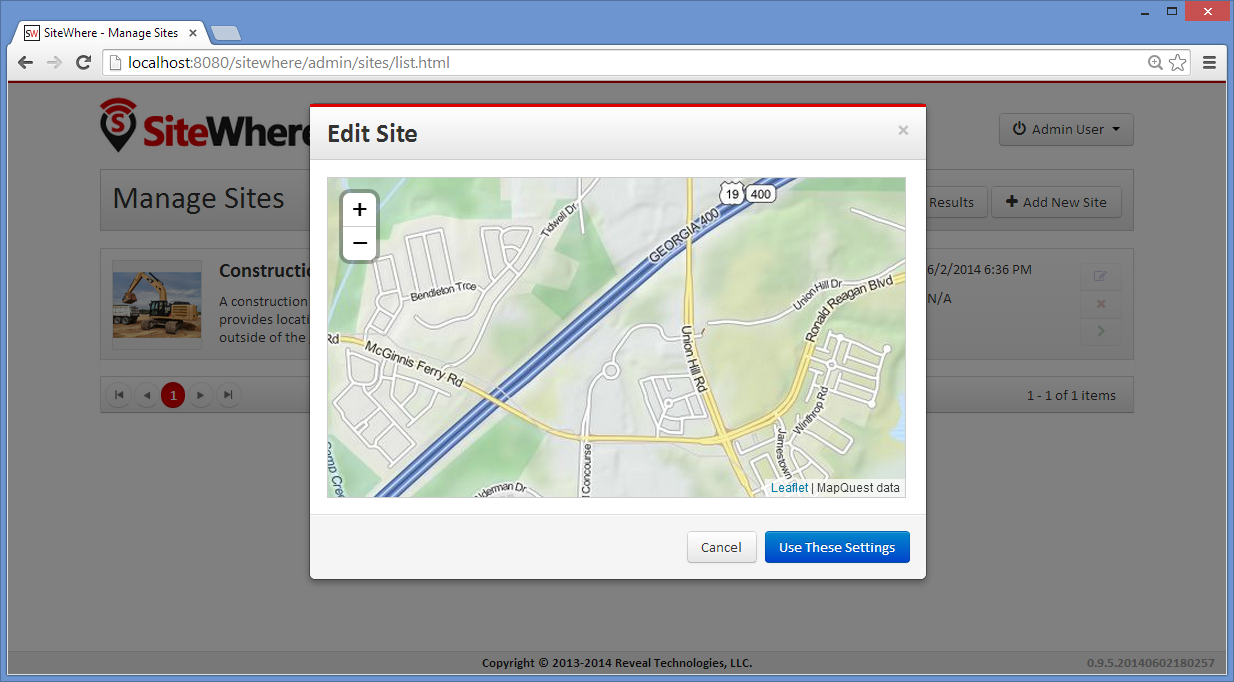 SW SiteWhere - Manage Sites
localhost:8080/sitewhere/admin/sites/list.html
SiteWhere
Admin User
Edit Site
×
Manage Sites
Results
Add New Site
Constructi
A construction
provides locati
outside of the
6/2/2014 6:36 PM
N/A
1
1 - 1 of 1 items
+
−
19
400
Tidwell Dr
GEORGIA 400
Bendleton Trce
Union Hill Dr
Ronald Reagan Blvd
Rd
McGinnis Ferry Rd
Union Hill Rd
Winthrop Rd
Jamestown
Camp Cree
lderman Dr
l Concourse
Leaflet | MapQuest data
Cancel
Use These Settings
Copyright © 2013-2014 Reveal Technologies, LLC.
0.9.5.20140602180257